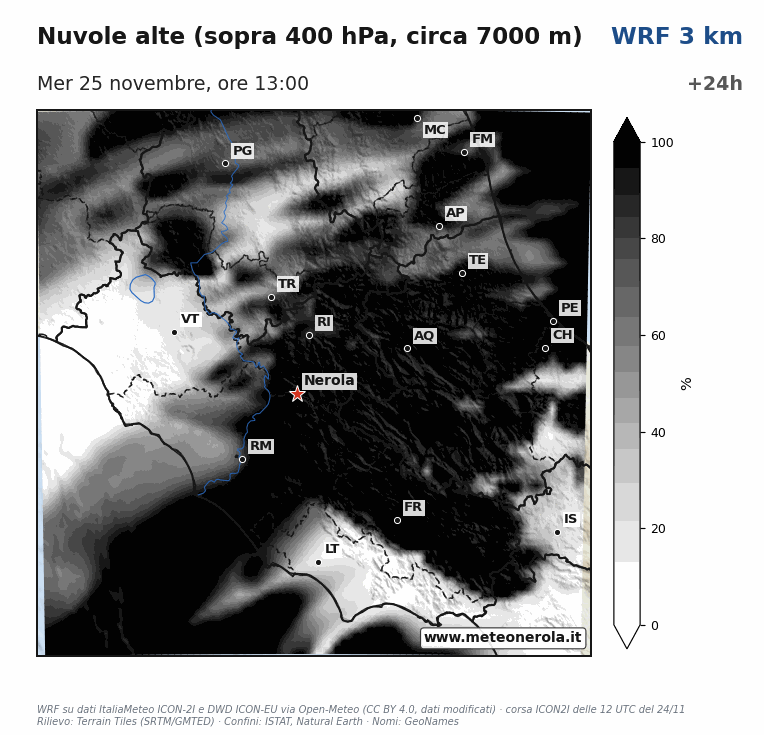 Nuvole alte (sopra 400 hPa, circa 7000 m) WRF 3 km
Mer 25 novembre, ore 13:00 +24h
MC
FM
PG
AP
TE
TR
PE
VT
RI
AQ
CH
Nerola
RM
FR
IS
LT
100
80
60
40
20
0
%
www.meteonerola.it
WRF su dati ItaliaMeteo ICON-2I e DWD ICON-EU via Open-Meteo (CC BY 4.0, dati modificati) · corsa ICON2I delle 12 UTC del 24/11
Rilievo: Terrain Tiles (SRTM/GMTED) · Confini: ISTAT, Natural Earth · Nomi: GeoNames